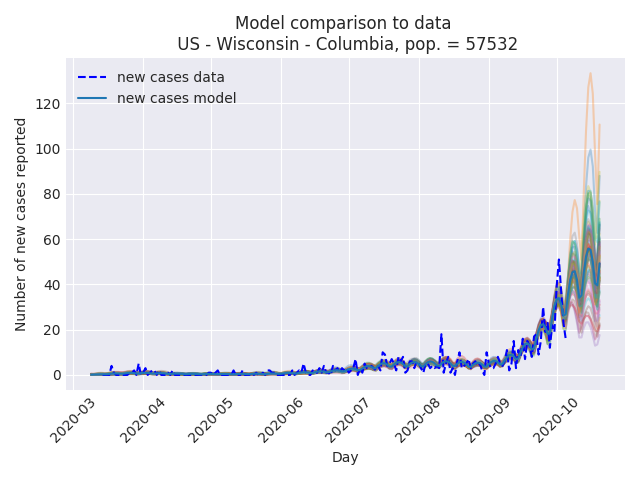 Model comparison to data
US - Wisconsin - Columbia, pop. = 57532
new cases data
new cases model
Number of new cases reported
120
100
80
60
40
20
0
2020-03
2020-04
2020-05
2020-06
2020-07
2020-08
2020-09
2020-10
Day